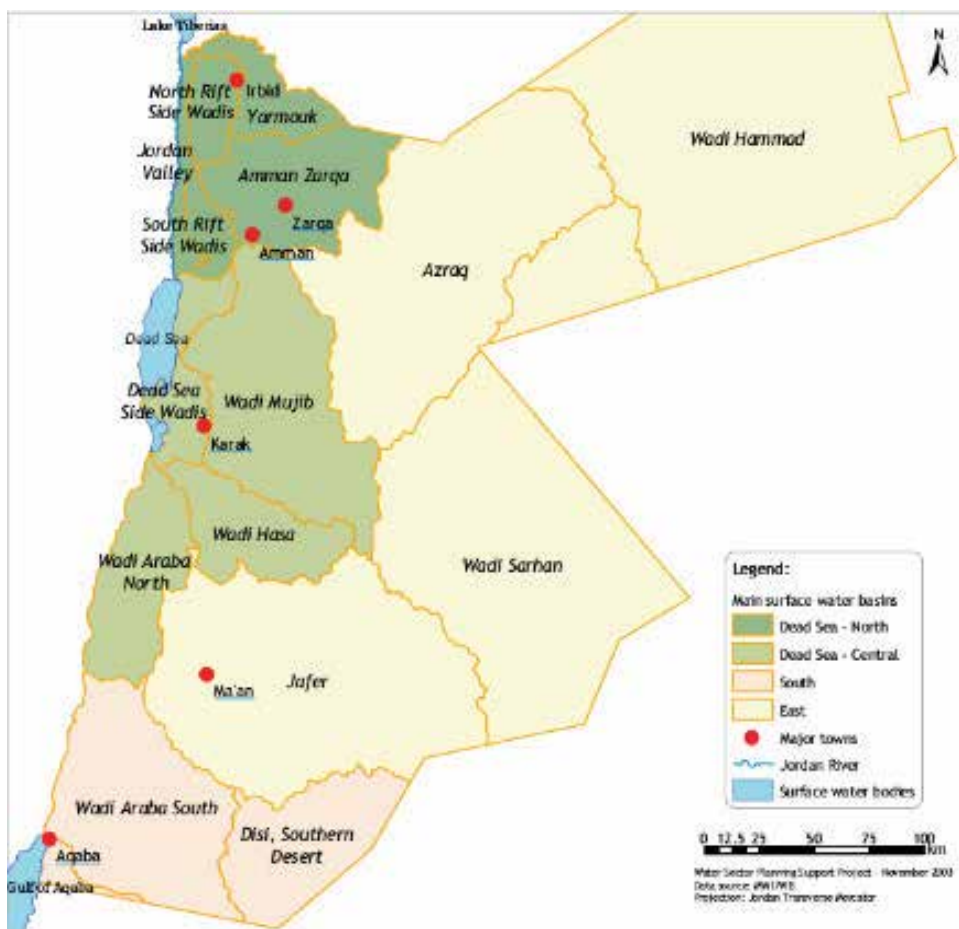 Lake Tiberias
N
North Rift
Side Wadis
Irbid
Yarmouk
Wadi Hammad
Jordan
Valley
Amman Zarqa
Zarqa
South Rift
Side Wadis
Amman
Azraq
Dead Sea
Dead Sea
Side Wadis
Wadi Mujib
Karak
Wadi Hasa
Wadi Araba
North
Wadi Sarhan
Ma'an
Jafer
Wadi Araba South
Disi, Southern
Desert
Aqaba
Gulf of Aqaba
Legend:
Main surface water basins
Dead Sea - North
Dead Sea - Central
South
East
Major towns
Jordan River
Surface water bodies
0 12.5 25 50 75 100
Km
Water Sector Planning Support Project - November 2003
Data source:
Projection: Jordan Transverse Mercator